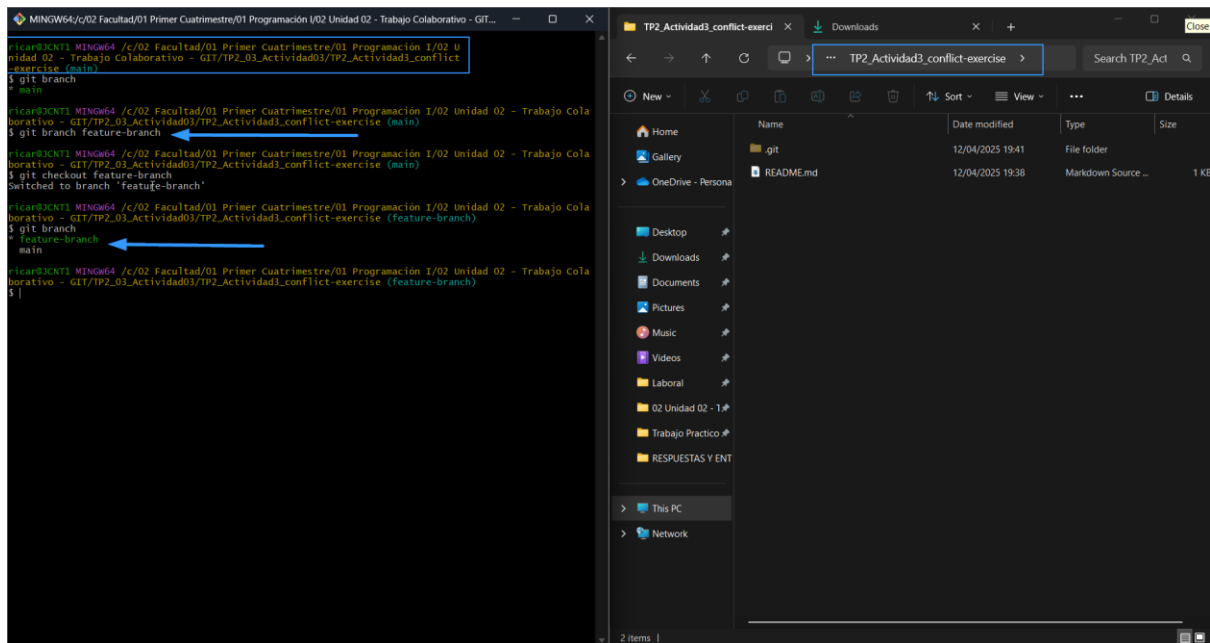 MINGW64:/c/02 Facultad/01 Primer Cuatrimestre/01 Programación I/02 Unidad 02 - Trabajo Colaborativo - GIT...
ricar@JCNT1 MINGW64 /c/02 Facultad/01 Primer Cuatrimestre/01 Programación I/02 U
nidad 02 - Trabajo Colaborativo - GIT/TP2_03_Actividad03/TP2_Actividad3_conflict
-exercise (main)
$ git branch
* main
ricar@JCNT1 MINGW64 /c/02 Facultad/01 Primer Cuatrimestre/01 Programación I/02 Unidad 02 - Trabajo Cola
borativo - GIT/TP2_03_Actividad03/TP2_Actividad3_conflict-exercise (main)
$ git branch feature-branch
ricar@JCNT1 MINGW64 /c/02 Facultad/01 Primer Cuatrimestre/01 Programación I/02 Unidad 02 - Trabajo Cola
borativo - GIT/TP2_03_Actividad03/TP2_Actividad3_conflict-exercise (main)
$ git checkout feature-branch
Switched to branch 'feature-branch'
ricar@JCNT1 MINGW64 /c/02 Facultad/01 Primer Cuatrimestre/01 Programación I/02 Unidad 02 - Trabajo Cola
borativo - GIT/TP2_03_Actividad03/TP2_Actividad3_conflict-exercise (feature-branch)
$ git branch
* feature-branch
main
ricar@JCNT1 MINGW64 /c/02 Facultad/01 Primer Cuatrimestre/01 Programación I/02 Unidad 02 - Trabajo Cola
borativo - GIT/TP2_03_Actividad03/TP2_Actividad3_conflict-exercise (feature-branch)
$
TP2_Actividad3_conflict-exerci
Downloads
Close
TP2_Actividad3_conflict-exercise
Search TP2_Act
New
Sort
View
Details
Name Date modified Type Size
.git 12/04/2025 19:41 File folder
README.md 12/04/2025 19:38 Markdown Source ... 1 KB
Home
Gallery
OneDrive - Persona
Desktop
Downloads
Documents
Pictures
Music
Videos
Laboral
02 Unidad 02 - 1
Trabajo Practico
RESPUESTAS Y ENT
This PC
Network
2 items